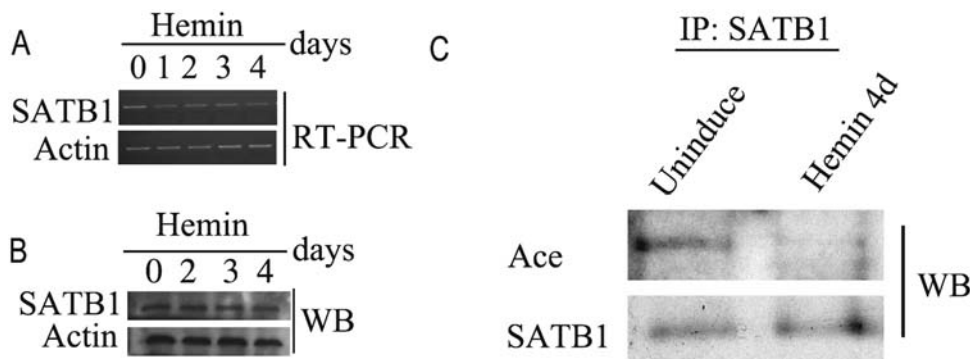 A
Hemin
days
0 1 2 3 4
SATB1
Actin
RT-PCR
B
Hemin
days
0 2 3 4
SATB1
Actin
WB
C
IP: SATB1
Uninduce
Hemin 4d
Ace
SATB1
WB